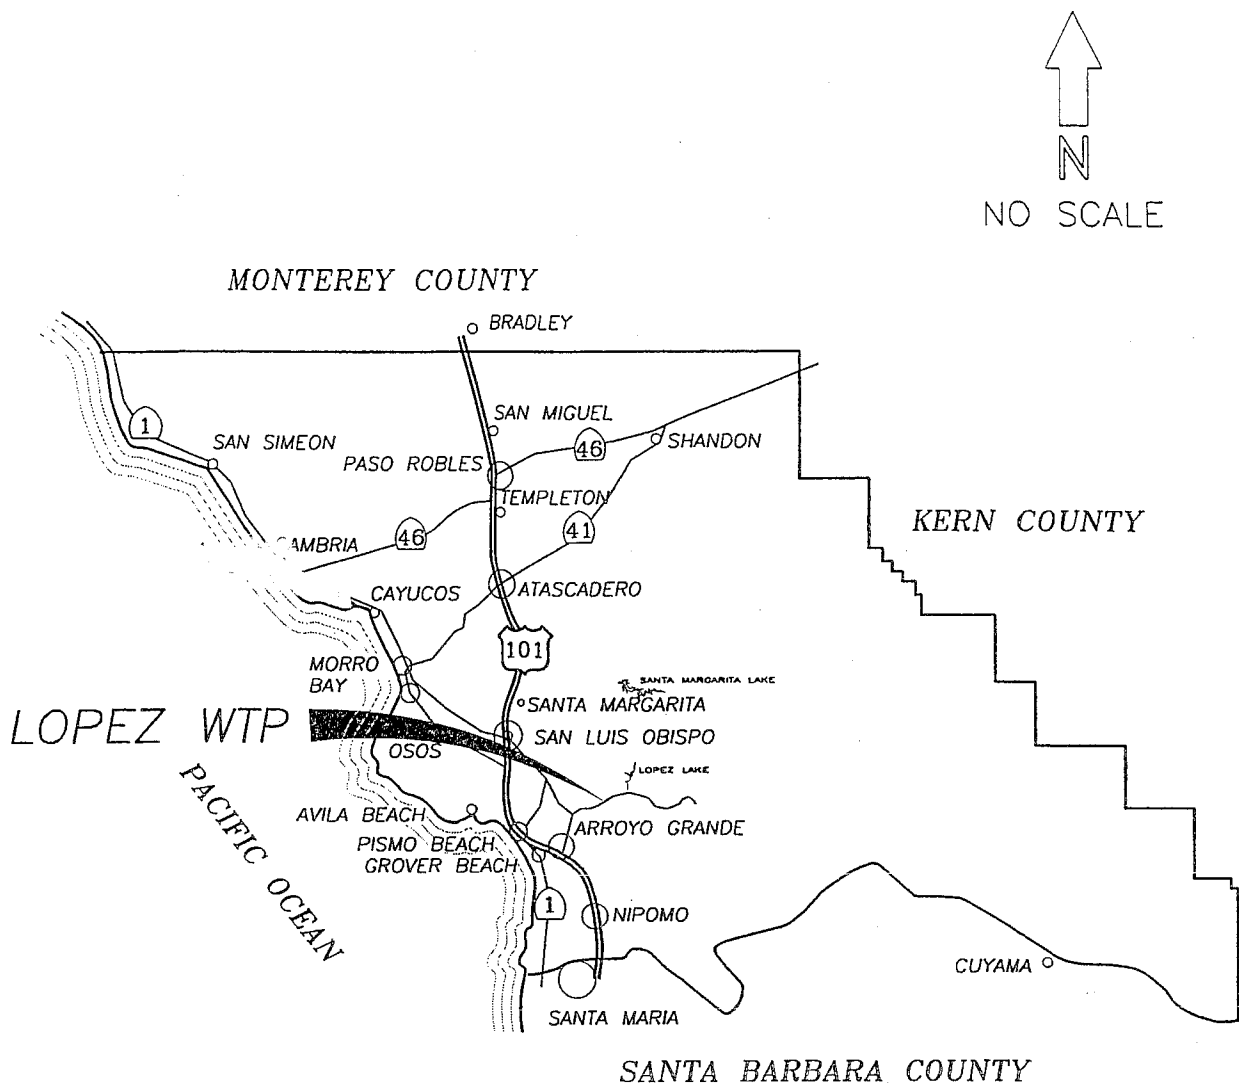 N
NO SCALE
MONTEREY COUNTY
BRADLEY
1
SAN MIGUEL
SAN SIMEON
46
SHANDON
PASO ROBLES
TEMPLETON
KERN COUNTY
46
41
AMBRIA
CAYUCOS
ATASCADERO
101
MORRO
BAY
SANTA MARGARITA LAKE
SANTA MARGARITA
LOPEZ WTP
SAN LUIS OBISPO
OSOS
LOPEZ LAKE
PACIFIC OCEAN
AVILA BEACH
ARROYO GRANDE
PISMO BEACH
GROVER BEACH
1
NIPOMO
CUYAMA
SANTA MARIA
SANTA BARBARA COUNTY